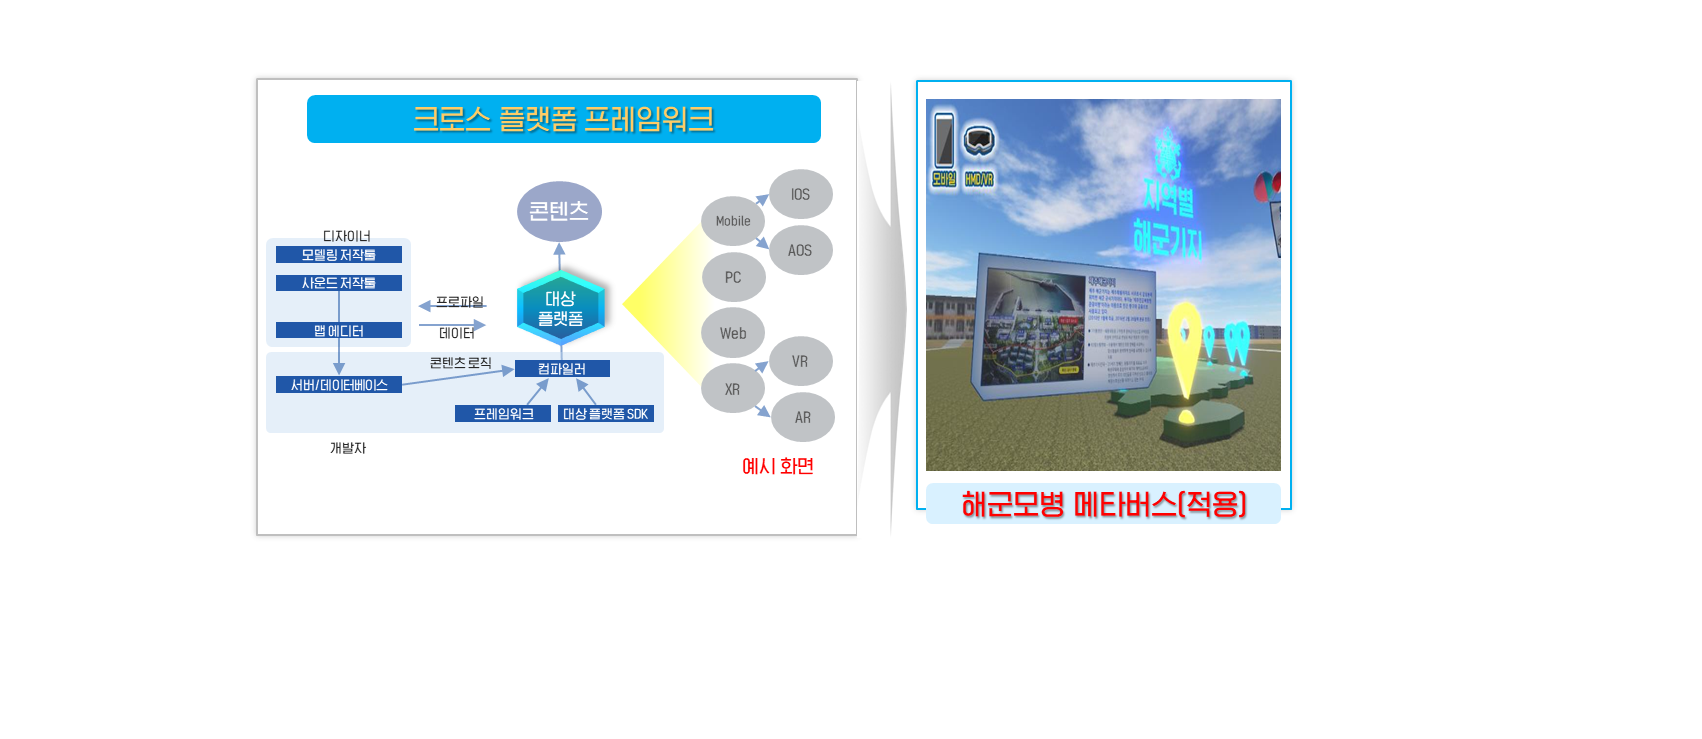 크로스 플랫폼 프레임워크
콘텐츠
디자이너
모델링 저작툴
사운드 저작툴
맵 에디터
서버/데이터베이스
프로파일
데이터
대상
플랫폼
콘텐츠 로직
컴파일러
프레임워크
대상 플랫폼 SDK
개발자
Mobile
IOS
AOS
PC
Web
XR
VR
AR
예시 화면
모바일
HMD/VR
지역별
해군기지
해군모병 메타버스(적용)